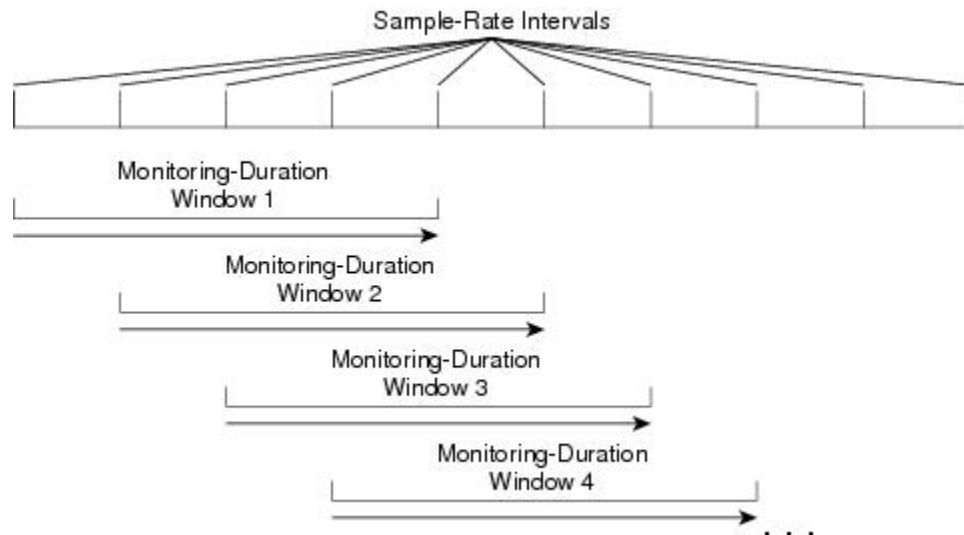 Sample-Rate Intervals
Monitoring-Duration
Window 1
Monitoring-Duration
Window 2
Monitoring-Duration
Window 3
Monitoring-Duration
Window 4
...